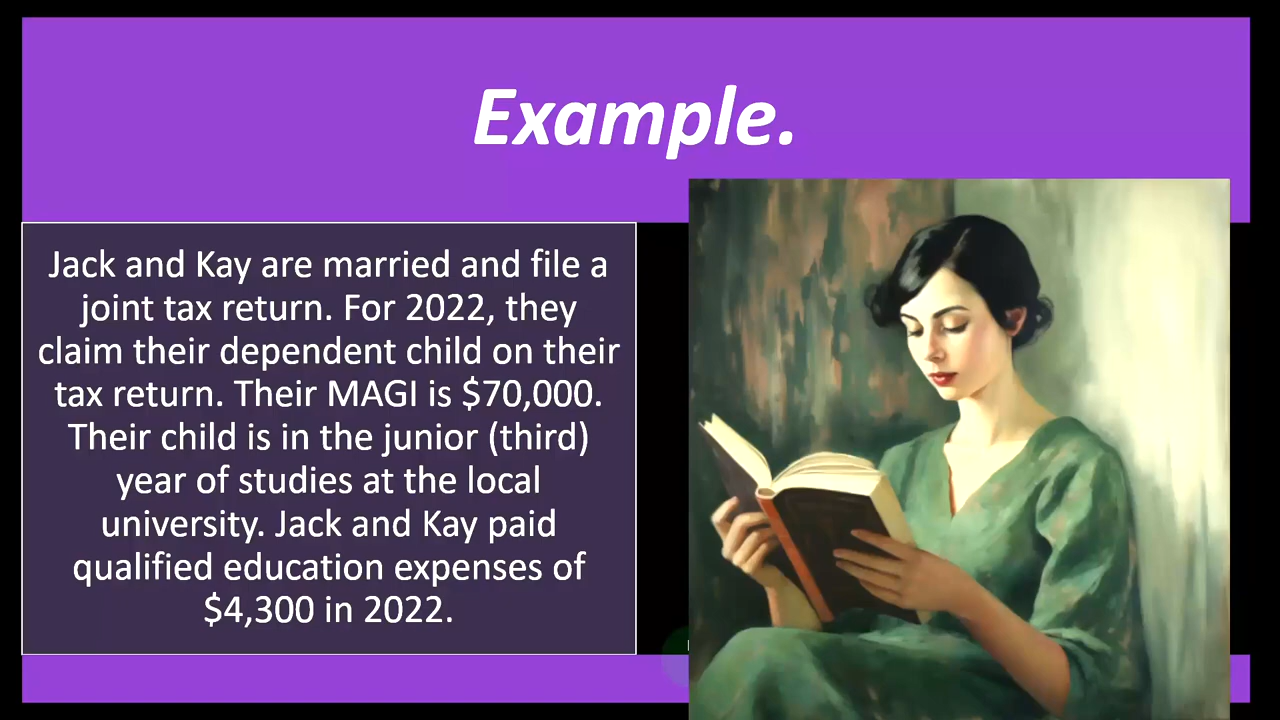 Example.
Jack and Kay are married and file a
joint tax return. For 2022, they
claim their dependent child on their
tax return. Their MAGI is $70,000.
Their child is in the junior (third)
year of studies at the local
university. Jack and Kay paid
qualified education expenses of
$4,300 in 2022.